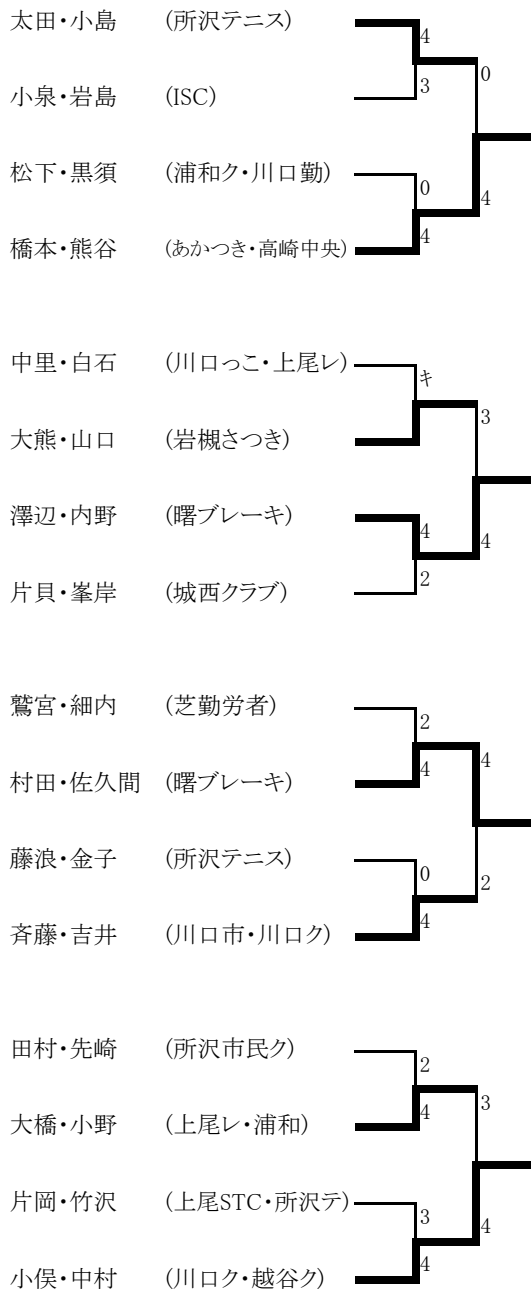 太田・小島 (所沢テニス)
4
0
小泉・岩島 (ISC)
3
松下・黒須 (浦和ク・川口勤)
0
4
橋本・熊谷 (あかつき・高崎中央)
4
中里・白石 (川口っこ・上尾レ)
キ
3
大熊・山口 (岩槻さつき)
澤辺・内野 (曙ブレーキ)
4
4
片貝・峯岸 (城西クラブ)
2
鷲宮・細内 (芝勤労者)
2
4
村田・佐久間 (曙ブレーキ)
4
藤浪・金子 (所沢テニス)
0
2
斉藤・吉井 (川口市・川口ク)
4
田村・先崎 (所沢市民ク)
2
3
大橋・小野 (上尾レ・浦和)
4
片岡・竹沢 (上尾STC・所沢テ)
3
4
小俣・中村 (川口ク・越谷ク)
4